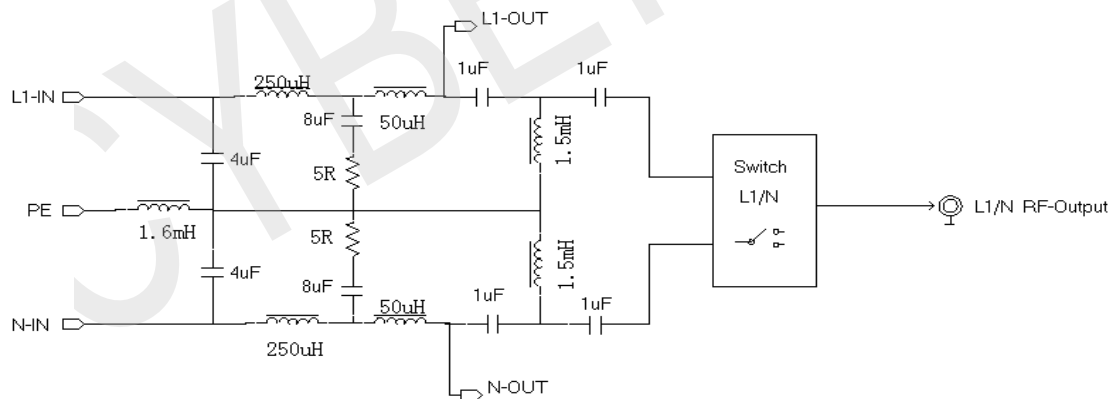 L1-OUT
1uF
1uF
250uH
L1-IN
8uF
50uH
1.5mH
4uF
5R
Switch
L1/N
PE
L1/N RF-Output
1.6mH
5R
4uF
8uF
1.5mH
50uH
1uF
1uF
N-IN
250uH
N-OUT